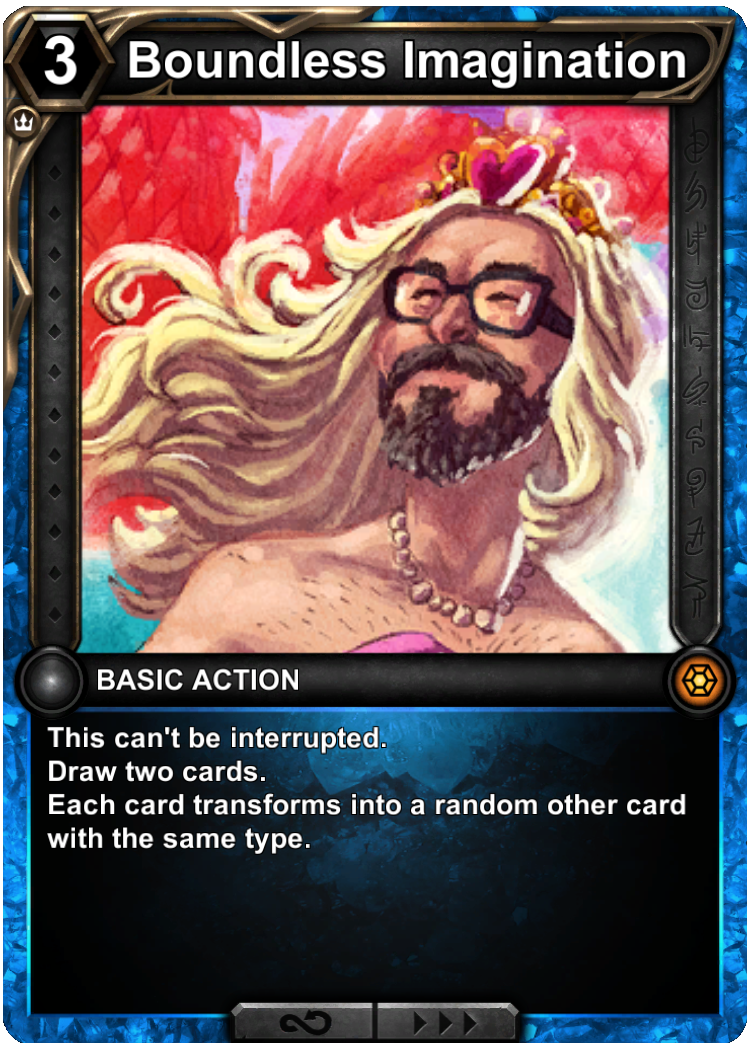 3
Boundless Imagination
BASIC ACTION
This can't be interrupted.
Draw two cards.
Each card transforms into a random other card
with the same type.